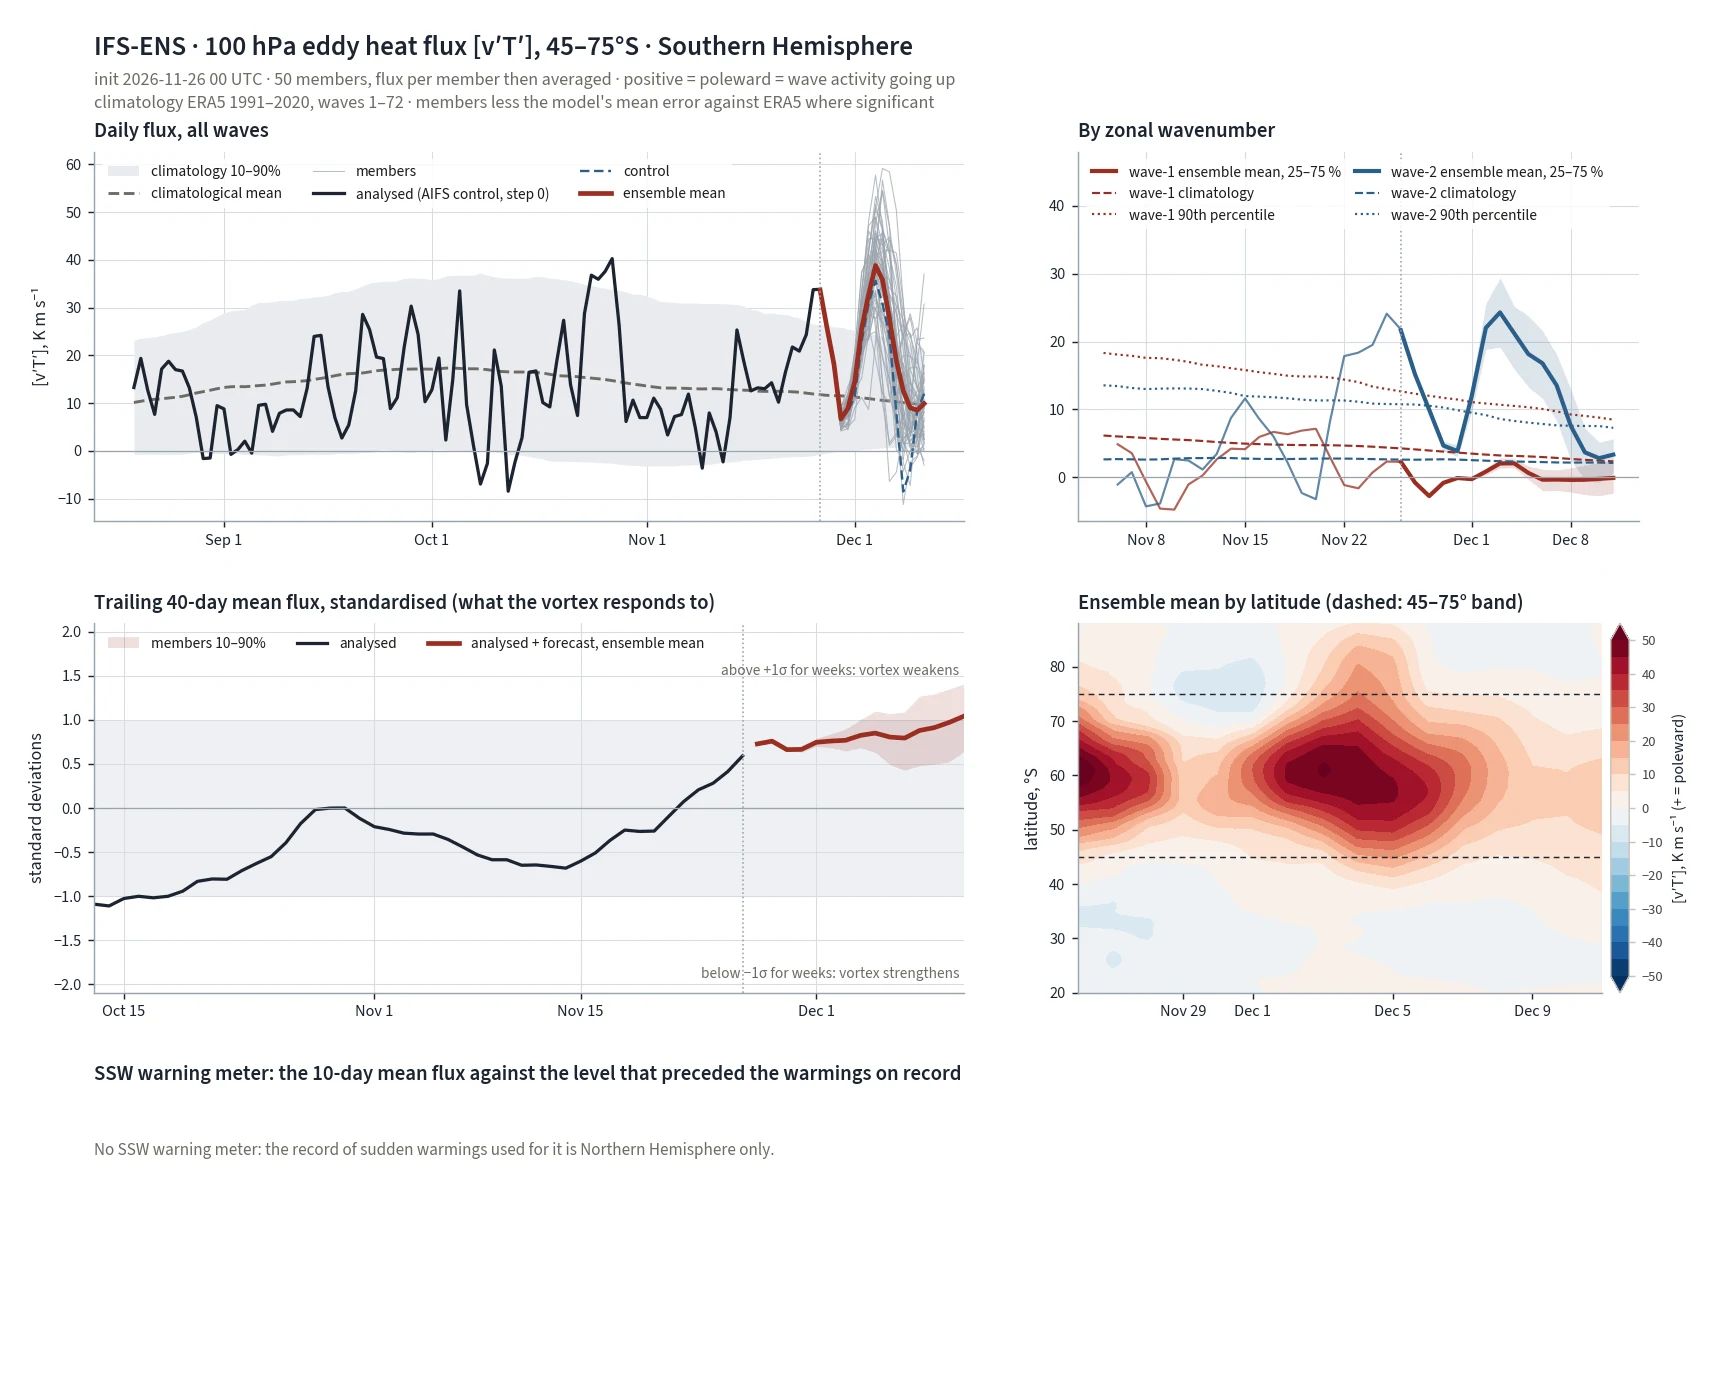 IFS-ENS · 100 hPa eddy heat flux [v′T′], 45–75°S · Southern Hemisphere
init 2026-11-26 00 UTC · 50 members, flux per member then averaged · positive = poleward = wave activity going up
climatology ERA5 1991–2020, waves 1–72 · members less the model's mean error against ERA5 where significant
Daily flux, all waves
climatology 10–90%
members
control
climatological mean
analysed (AIFS control, step 0)
ensemble mean
60
50
40
30
20
10
0
−10
[v′T′], K m s⁻¹
Sep 1
Oct 1
Nov 1
Dec 1
By zonal wavenumber
wave-1 ensemble mean, 25–75 %
wave-2 ensemble mean, 25–75 %
wave-1 climatology
wave-2 climatology
wave-1 90th percentile
wave-2 90th percentile
40
30
20
10
0
Nov 8
Nov 15
Nov 22
Dec 1
Dec 8
Trailing 40-day mean flux, standardised (what the vortex responds to)
members 10–90%
analysed
analysed + forecast, ensemble mean
above +1σ for weeks: vortex weakens
below −1σ for weeks: vortex strengthens
2.0
1.5
1.0
0.5
0.0
−0.5
−1.0
−1.5
−2.0
standard deviations
Oct 15
Nov 1
Nov 15
Dec 1
Ensemble mean by latitude (dashed: 45–75° band)
80
70
60
50
40
30
20
latitude, °S
Nov 29
Dec 1
Dec 5
Dec 9
50
40
30
20
10
0
−10
−20
−30
−40
−50
[v′T′], K m s⁻¹ (+ = poleward)
SSW warning meter: the 10-day mean flux against the level that preceded the warmings on record
No SSW warning meter: the record of sudden warmings used for it is Northern Hemisphere only.